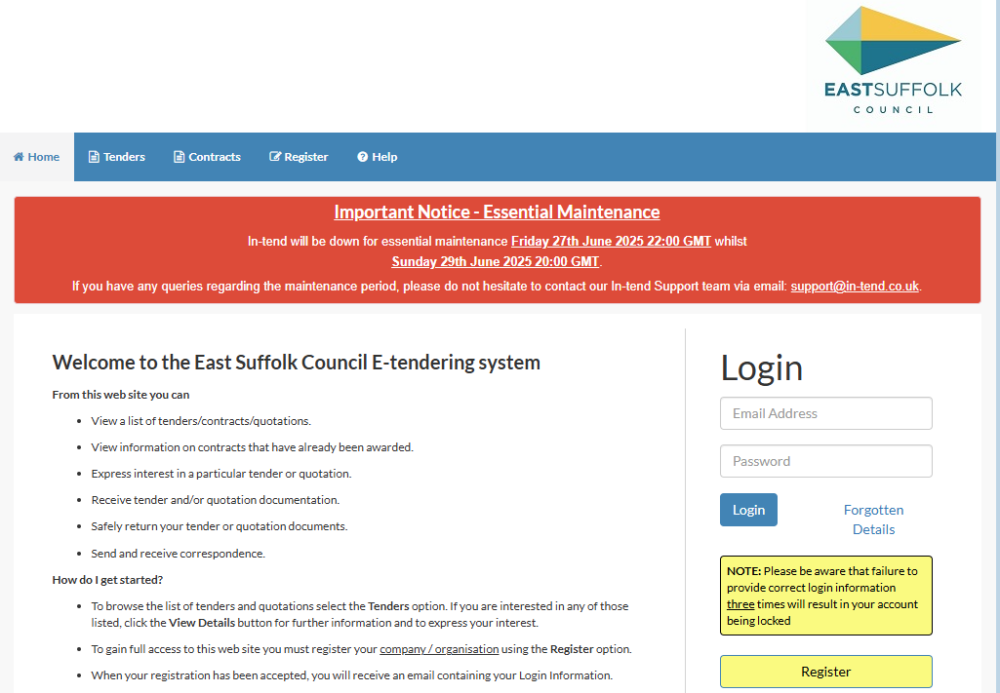 EASTSUFFOLK
COUNCIL
Home
Tenders
Contracts
Register
Help
Important Notice - Essential Maintenance
In-tend will be down for essential maintenance Friday 27th June 2025 22:00 GMT whilst
Sunday 29th June 2025 20:00 GMT.
If you have any queries regarding the maintenance period, please do not hesitate to contact our In-tend Support team via email: support@in-tend.co.uk.
Welcome to the East Suffolk Council E-tendering system
From this web site you can
• View a list of tenders/contracts/quotations.
• View information on contracts that have already been awarded.
• Express interest in a particular tender or quotation.
• Receive tender and/or quotation documentation.
• Safely return your tender or quotation documents.
• Send and receive correspondence.
How do I get started?
• To browse the list of tenders and quotations select the Tenders option. If you are interested in any of those
listed, click the View Details button for further information and to express your interest.
• To gain full access to this web site you must register your company / organisation using the Register option.
• When your registration has been accepted, you will receive an email containing your Login Information.
Login
Email Address
Password
Login
Forgotten
Details
NOTE: Please be aware that failure to
provide correct login information
three times will result in your account
being locked
Register